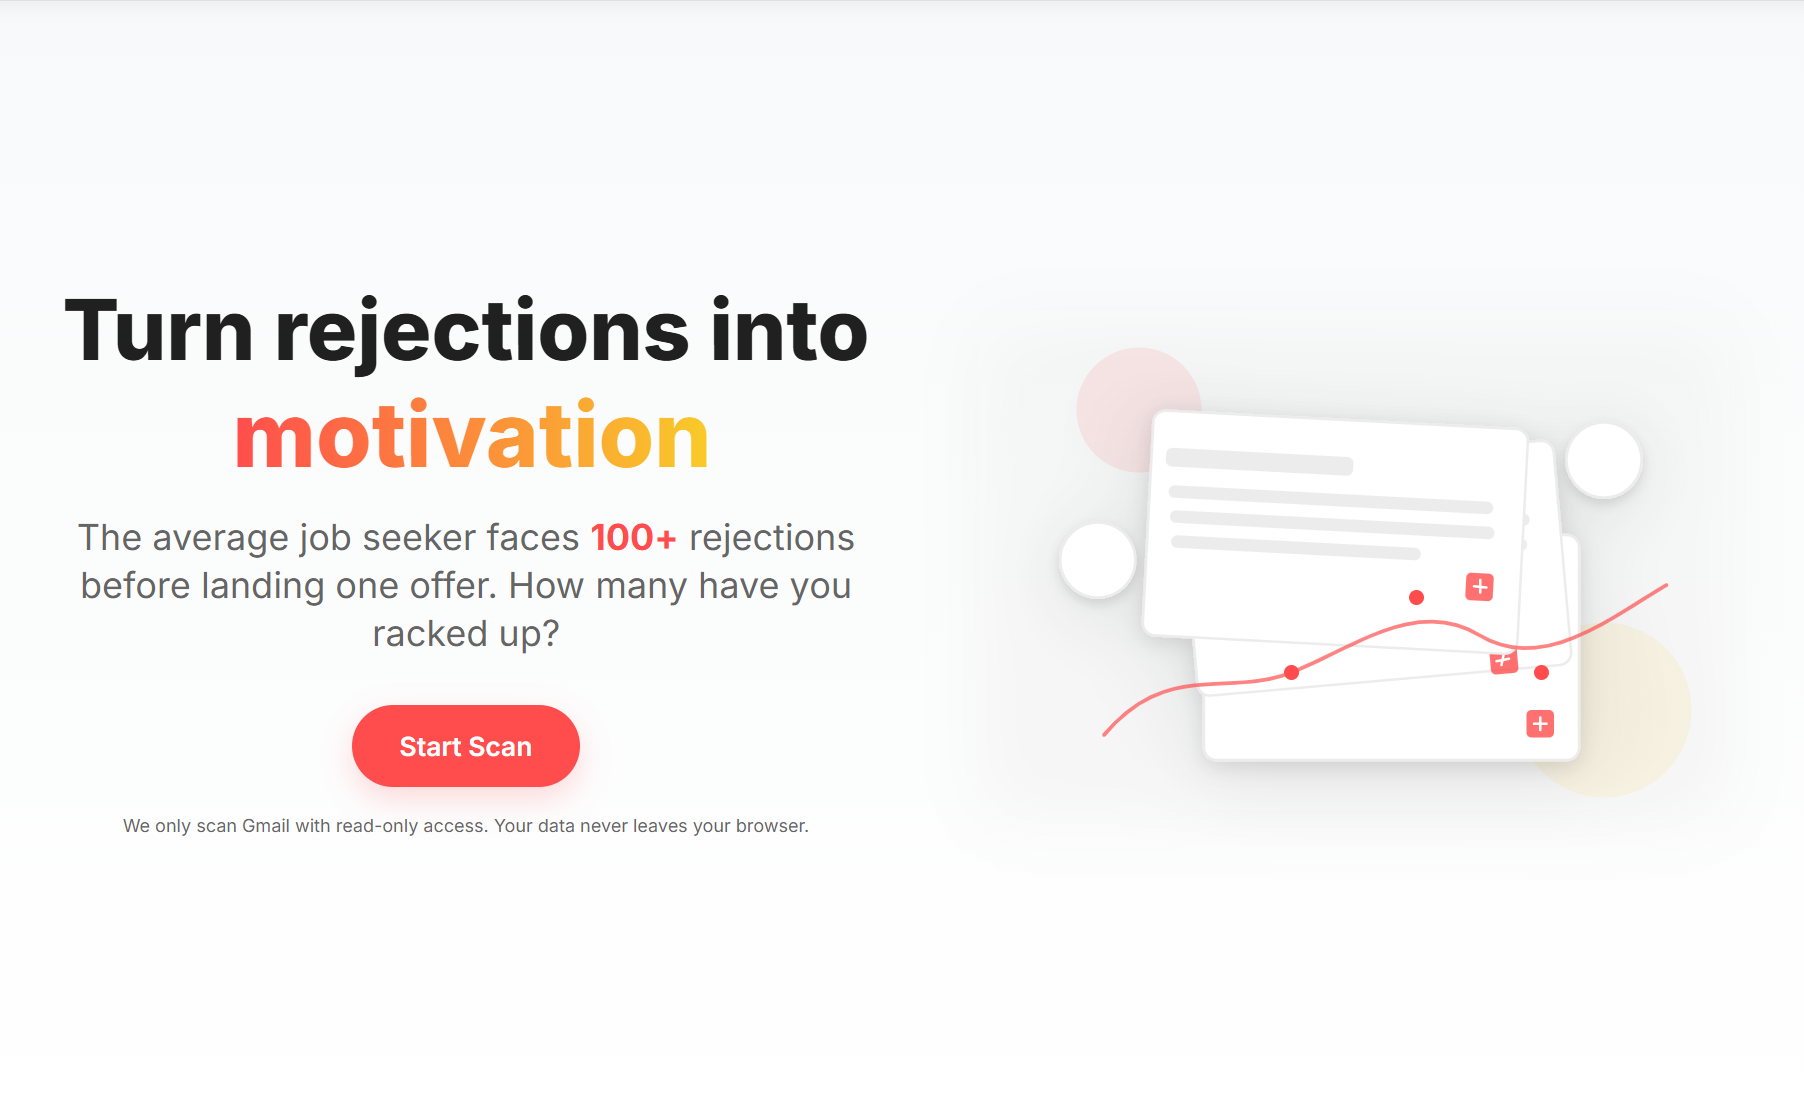 Turn rejections into
motivation
The average job seeker faces 100+ rejections
before landing one offer. How many have you
racked up?
Start Scan
We only scan Gmail with read-only access. Your data never leaves your browser.